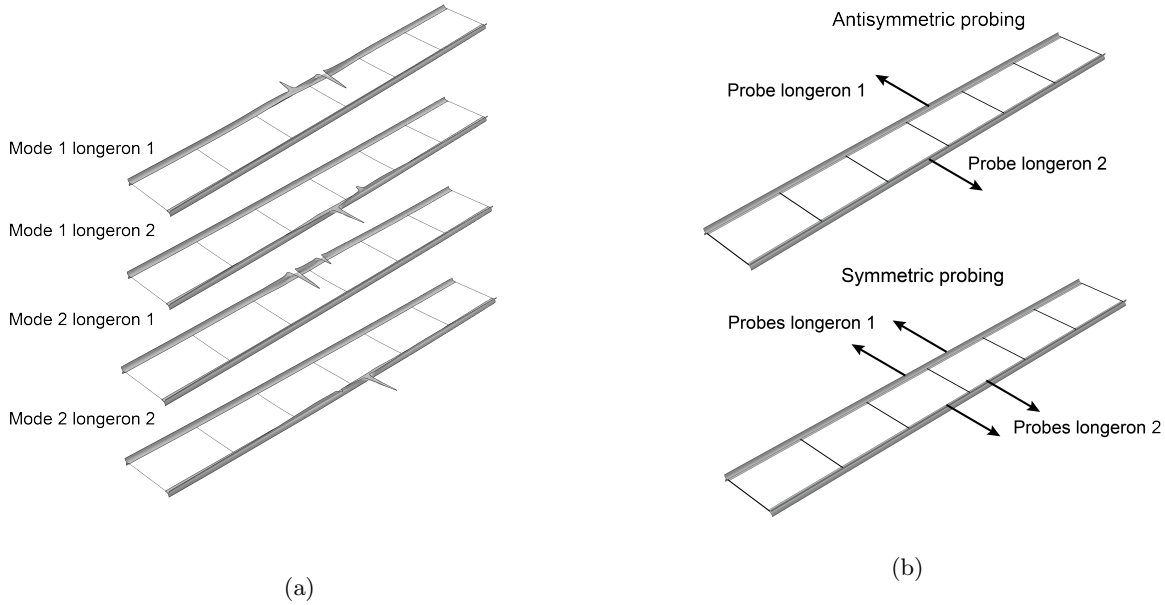 Mode 1 longeron 1
Mode 1 longeron 2
Mode 2 longeron 1
Mode 2 longeron 2
(a)
Antisymmetric probing
Probe longeron 1
Probe longeron 2
Symmetric probing
Probes longeron 1
Probes longeron 2
(b)